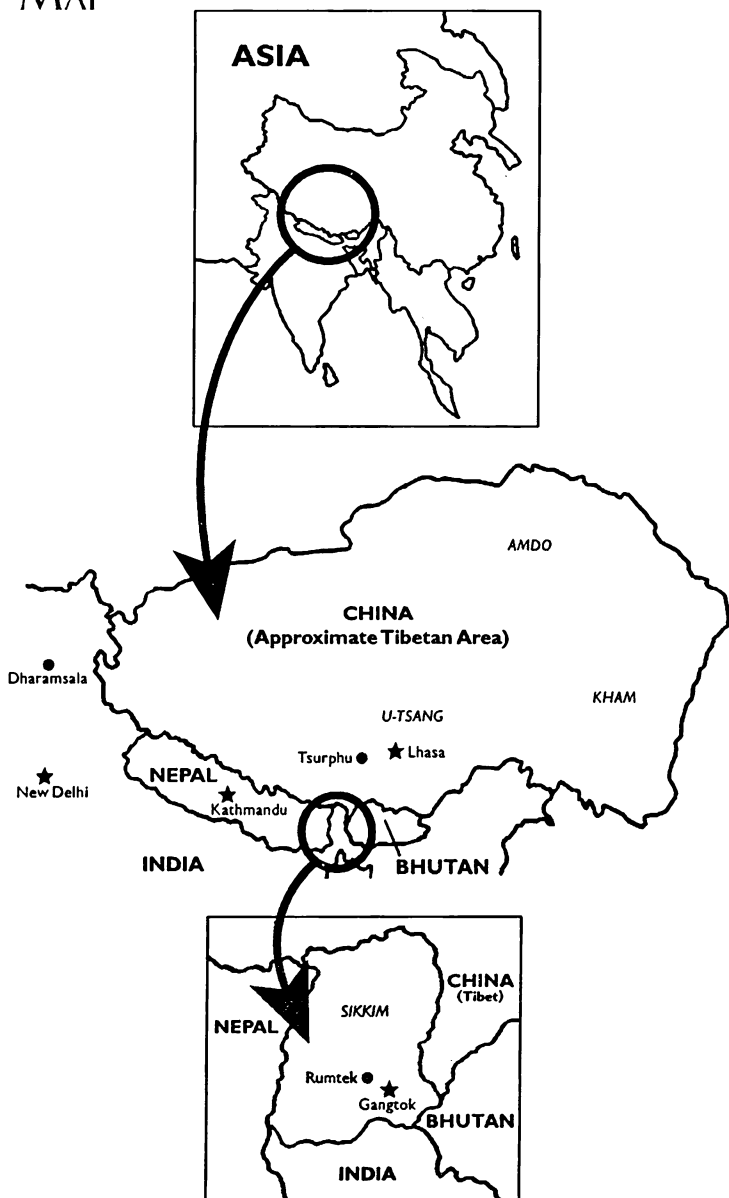 MAP
ASIA
AMDO
CHINA
(Approximate Tibetan Area)
Dharamsala
KHAM
U-TSANG
Tsurphu
Lhasa
NEPAL
New Delhi
Kathmandu
INDIA
BHUTAN
CHINA
(Tibet)
SIKKIM
NEPAL
Rumtek
Gangtok
BHUTAN
INDIA